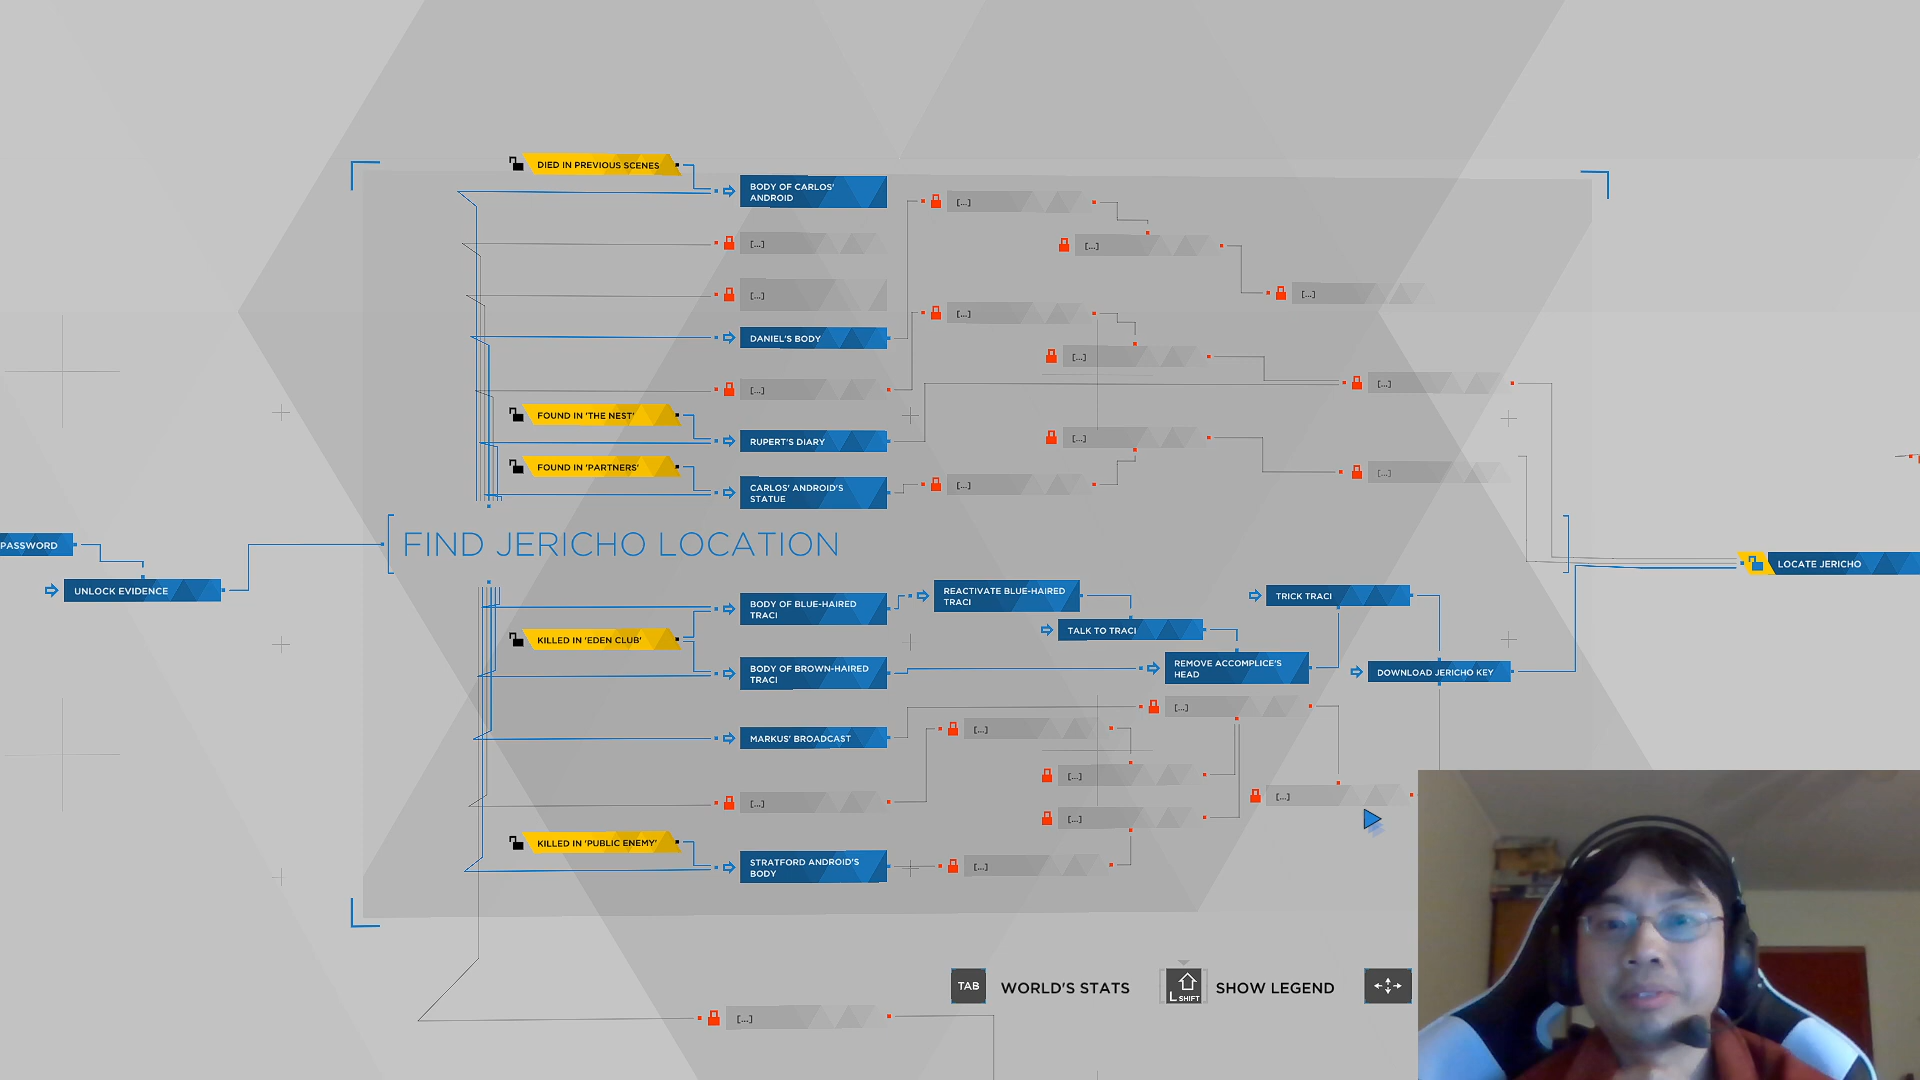 DIED IN PREVIOUS SCENES
BODY OF CARLOS'
ANDROID
[...]
[...]
[...]
[...]
[...]
DANIEL'S BODY
[...]
[...]
[...]
[...]
FOUND IN 'THE NEST'
RUPERT'S DIARY
[...]
FOUND IN 'PARTNERS'
[...]
CARLOS' ANDROID'S
STATUE
[...]
PASSWORD
UNLOCK EVIDENCE
FIND JERICHO LOCATION
LOCATE JERICHO
BODY OF BLUE-HAIRED
TRACI
REACTIVATE BLUE-HAIRED
TRACI
TRICK TRACI
TALK TO TRACI
KILLED IN 'EDEN CLUB'
BODY OF BROWN-HAIRED
TRACI
REMOVE ACCOMPLICE'S
HEAD
DOWNLOAD JERICHO KEY
[...]
MARKUS' BROADCAST
[...]
[...]
[...]
[...]
[...]
KILLED IN 'PUBLIC ENEMY'
STRATFORD ANDROID'S
BODY
[...]
TAB
WORLD'S STATS
L SHIFT
SHOW LEGEND
[...]